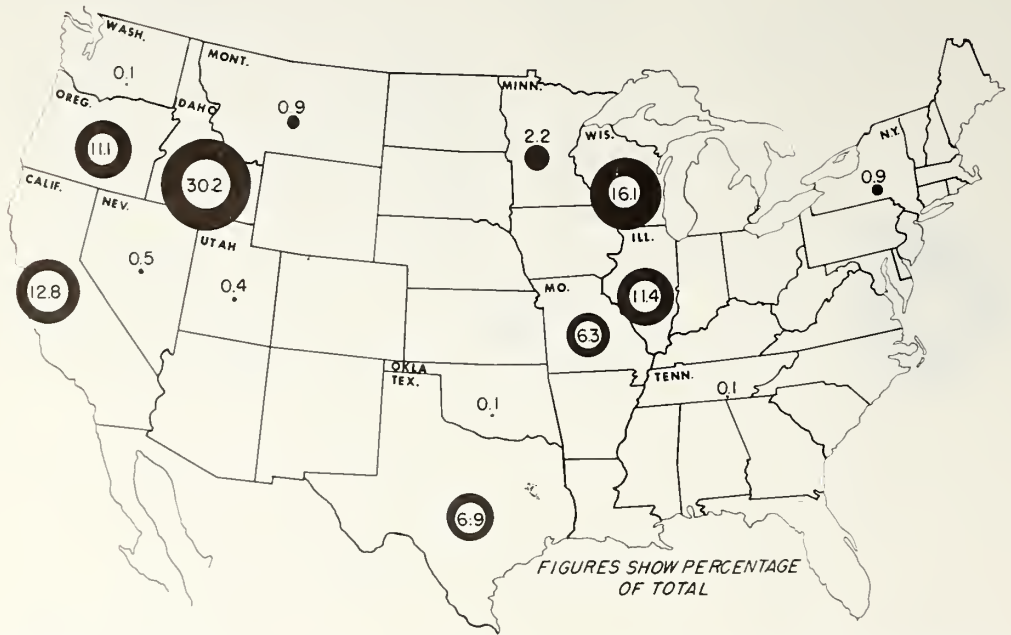 WASH.
0.1
MONT.
0.9
OREG.
11.1
IDAHO
30.2
CALIF.
12.8
NEV.
0.5
UTAH
0.4
MINN.
2.2
WIS.
16.1
N.Y.
0.9
ILL.
11.4
MO.
6.3
OKLA
TEX.
0.1
TENN.
0.1
6.9
FIGURES SHOW PERCENTAGE
OF TOTAL